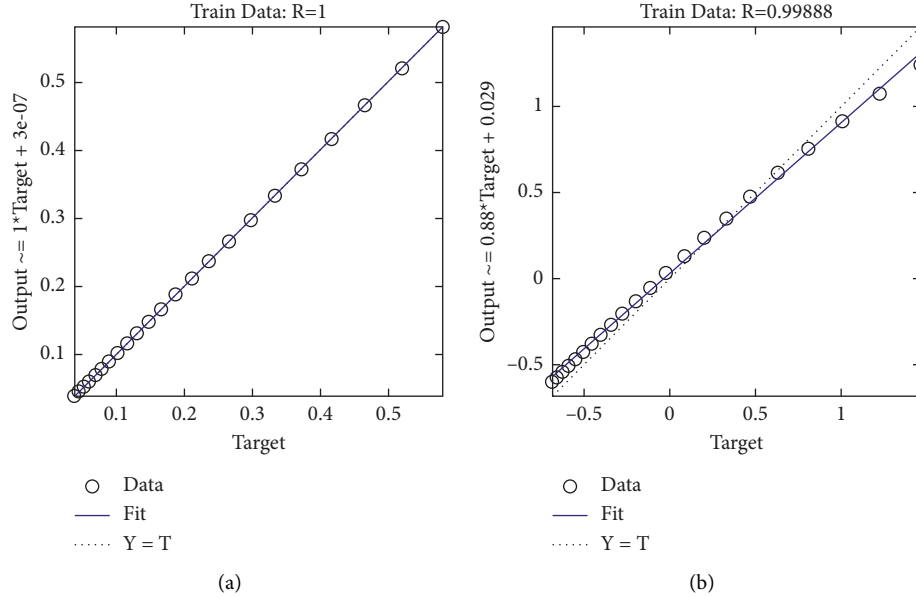 Train Data: R=1
Output ~= 1*Target + 3e-07
0.5
0.4
0.3
0.2
0.1
0.1 0.2 0.3 0.4 0.5
Target
Data
Fit
Y = T
(a)
Train Data: R=0.99888
Output ~= 0.88*Target + 0.029
1
0.5
0
–0.5
–0.5 0 0.5 1
Target
Data
Fit
Y = T
(b)